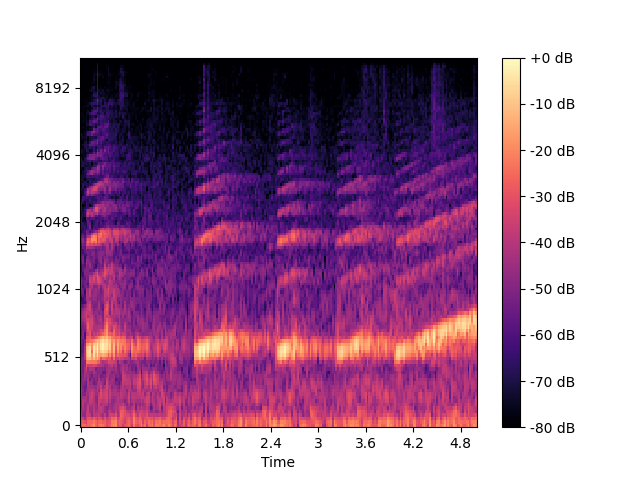 8192
4096
2048
1024
512
0
Hz
0 0.6 1.2 1.8 2.4 3 3.6 4.2 4.8
Time
+0 dB
-10 dB
-20 dB
-30 dB
-40 dB
-50 dB
-60 dB
-70 dB
-80 dB